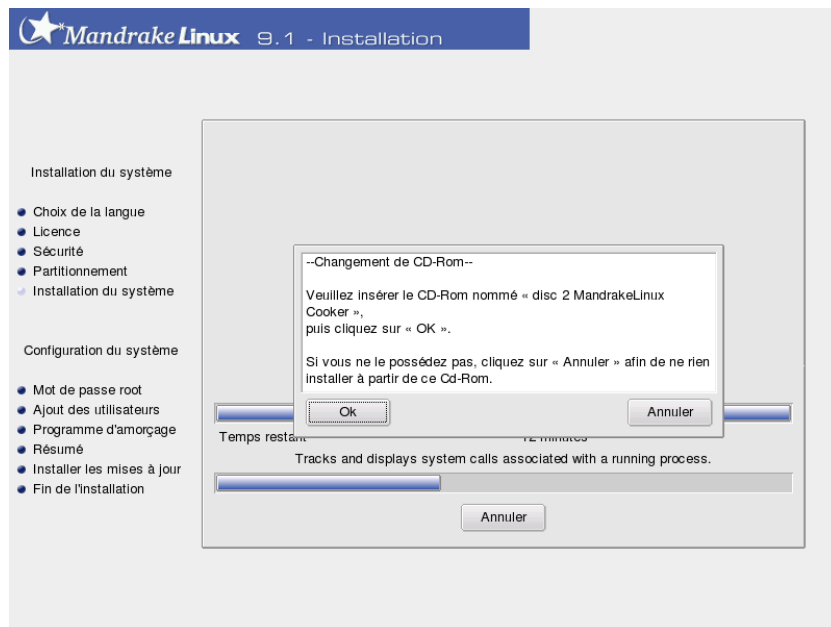 MandrakeLinux 9.1 - Installation
Installation du système
Choix de la langue
Licence
Sécurité
Partitionnement
Installation du système
Configuration du système
Mot de passe root
Ajout des utilisateurs
Programme d'amorçage
Résumé
Installer les mises à jour
Fin de l'installation
--Changement de CD-Rom--
Veuillez insérer le CD-Rom nommé « disc 2 MandrakeLinux
Cooker »,
puis cliquez sur « OK ».
Si vous ne le possédez pas, cliquez sur « Annuler » afin de ne rien
installer à partir de ce Cd-Rom.
Ok
Annuler
Temps restant 12 minutes
Tracks and displays system calls associated with a running process.
Annuler